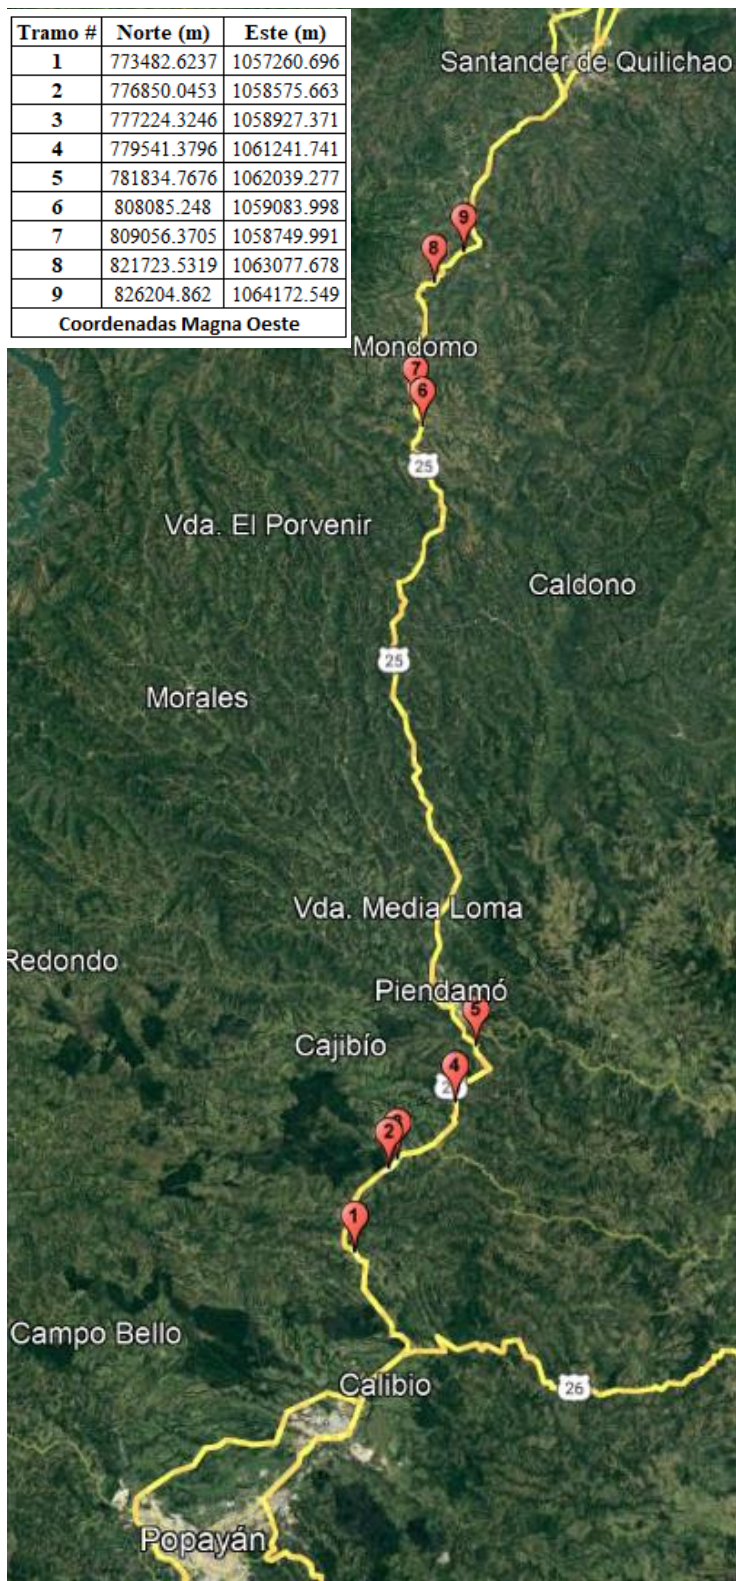 Tramo # Norte (m) Este (m)
1 773482.6237 1057260.696
2 776850.0453 1058575.663
3 777224.3246 1058927.371
4 779541.3796 1061241.741
5 781834.7676 1062039.277
6 808085.248 1059083.998
7 809056.3705 1058749.991
8 821723.5319 1063077.678
9 826204.862 1064172.549
Coordenadas Magna Oeste
Santander de Quilichao
9
8
Mondomo
7
6
25
Vda. El Porvenir
Caldono
25
Morales
Vda. Media Loma
Redondo
Piendamó
5
Cajibío
4
2
1
Campo Bello
Calibio
26
Popayán